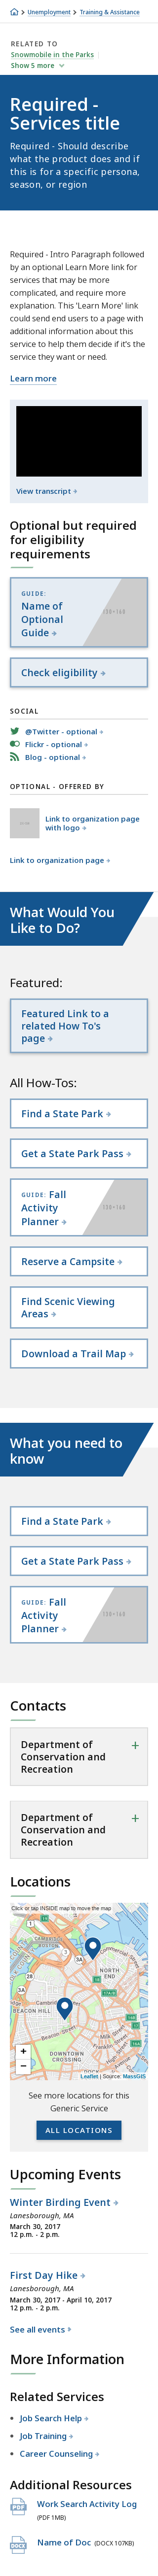 Unemployment > Training & Assistance
RELATED TO
Snowmobile in the Parks
Show 5 more
Required -
Services title
Required - Should describe
what the product does and if
this is for a specific persona,
season, or region
Required - Intro Paragraph followed
by an optional Learn More link for
services that may be more
complicated, or require more
explanation. This 'Learn More' link
could send end users to a page with
additional information about this
service to help them decide if it's the
service they want or need.
Learn more
View transcript
Optional but required
for eligibility
requirements
GUIDE:
Name of
Optional
Guide
Check eligibility
SOCIAL
@Twitter - optional
Flickr - optional
Blog - optional
OPTIONAL - OFFERED BY
Link to organization page
with logo
Link to organization page
What Would You
Like to Do?
Featured:
Featured Link to a
related How To's
page
All How-Tos:
Find a State Park
Get a State Park Pass
GUIDE: Fall
Activity
Planner
Reserve a Campsite
Find Scenic Viewing
Areas
Download a Trail Map
What you need to
know
Find a State Park
Get a State Park Pass
GUIDE: Fall
Activity
Planner
Contacts
Department of
Conservation and
Recreation
Department of
Conservation and
Recreation
Locations
Click or tap INSIDE the map to move the map
NORTH
END
BEACON HILL
DOWNTOWN
CROSSING
+
−
Leaflet | Source: MassGIS
See more locations for this
Generic Service
ALL LOCATIONS
Upcoming Events
Winter Birding Event
Lanesborough, MA
March 30, 2017
12 p.m. - 2 p.m.
First Day Hike
Lanesborough, MA
March 30, 2017 - April 10, 2017
12 p.m. - 2 p.m.
See all events
More Information
Related Services
Job Search Help
Job Training
Career Counseling
Additional Resources
Work Search Activity Log
(PDF 1MB)
Name of Doc (DOCX 107KB)